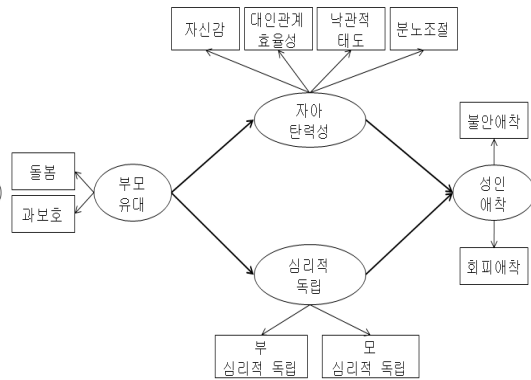 자신감
대인관계
효율성
낙관적
태도
분노조절
자아
탄력성
불안애착
돌봄
과보호
부모
유대
성인
애착
심리적
독립
회피애착
부
심리적 독립
모
심리적 독립